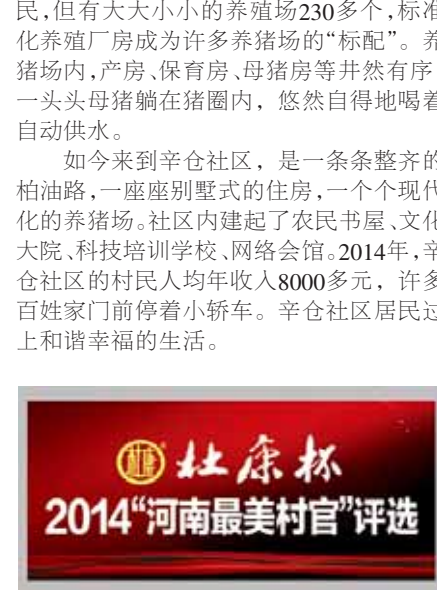 民,但有大大小小的养殖场230多个,标准
化养殖厂房成为许多养猪场的“标配”。养
猪场内,产房、保育房、母猪房等井然有序
一头头母猪躺在猪圈内，悠然自得地喝着
自动供水。
如今来到辛仓社区，是一条条整齐的
柏油路,一座座别墅式的住房,一个个现代
化的养猪场。社区内建起了农民书屋、文化
大院、科技培训学校、网络会馆。2014年,辛
仓社区的村民人均年收入8000多元，许多
百姓家门前停着小轿车。辛仓社区居民过
上和谐幸福的生活。
杜康杯
2014“河南最美村官”评选